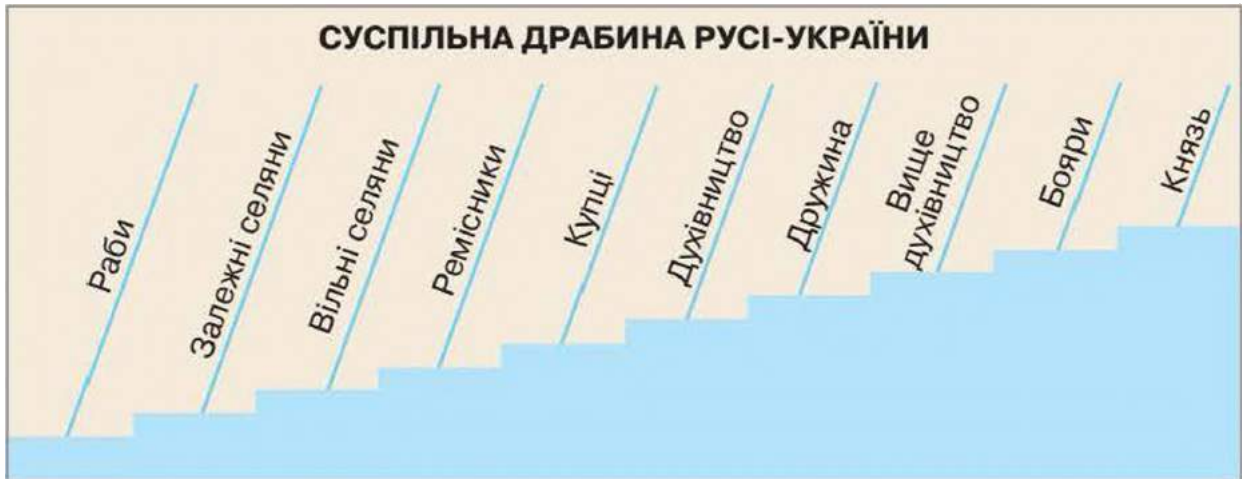 СУСПІЛЬНА ДРАБИНА РУСІ-УКРАЇНИ
Раби
Залежні селяни
Вільні селяни
Ремісники
Купці
Духівництво
Дружина
Вище
духівництво
Бояри
Князь